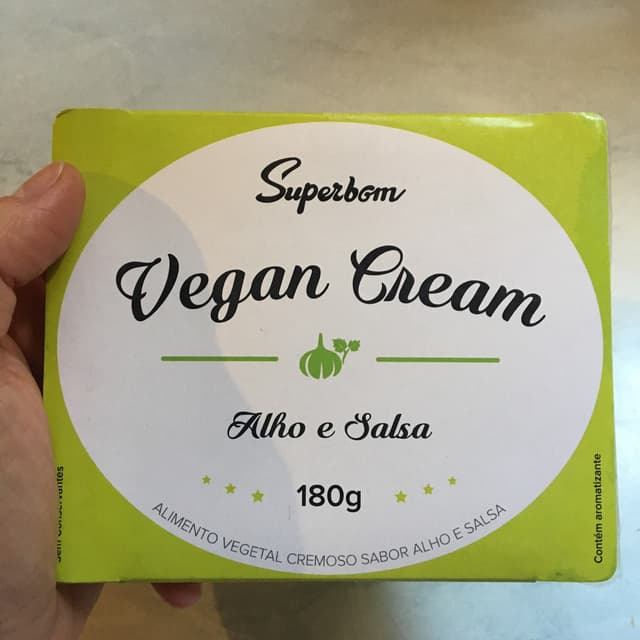 Superbom
Vegan Cream
Alho e Salsa
180g
ALIMENTO VEGETAL CREMOSO SABOR ALHO E SALSA
Sem Conservantes
Contém aromatizante